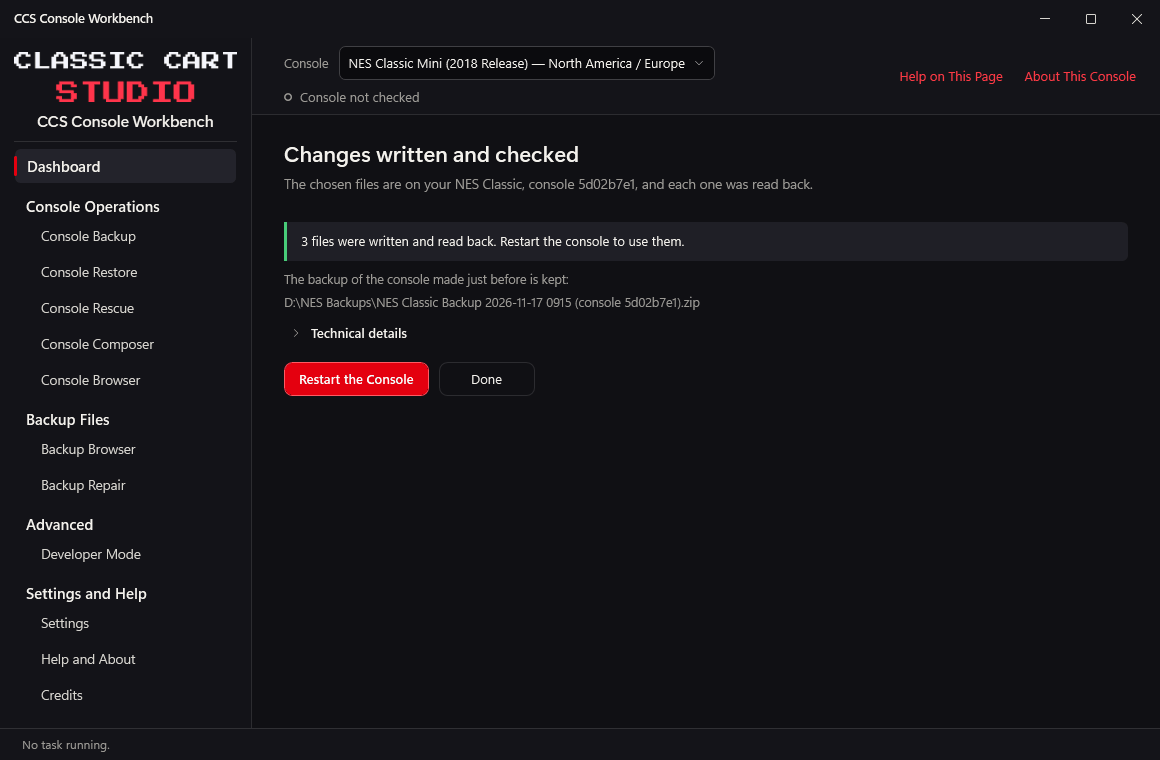 CCS Console Workbench
CLASSIC CART
STUDIO
CCS Console Workbench
Dashboard
Console Operations
Console Backup
Console Restore
Console Rescue
Console Composer
Console Browser
Backup Files
Backup Browser
Backup Repair
Advanced
Developer Mode
Settings and Help
Settings
Help and About
Credits
Console
NES Classic Mini (2018 Release) — North America / Europe
Console not checked
Help on This Page
About This Console
Changes written and checked
The chosen files are on your NES Classic, console 5d02b7e1, and each one was read back.
3 files were written and read back. Restart the console to use them.
The backup of the console made just before is kept:
D:\NES Backups\NES Classic Backup 2026-11-17 0915 (console 5d02b7e1).zip
Technical details
Restart the Console
Done
No task running.